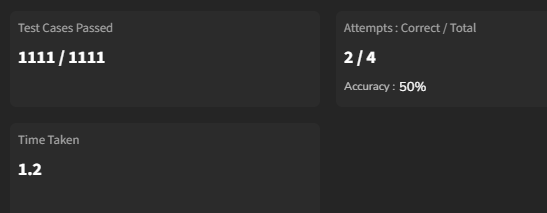 Test Cases Passed
1111 / 1111
Attempts : Correct / Total
2 / 4
Accuracy : 50%
Time Taken
1.2